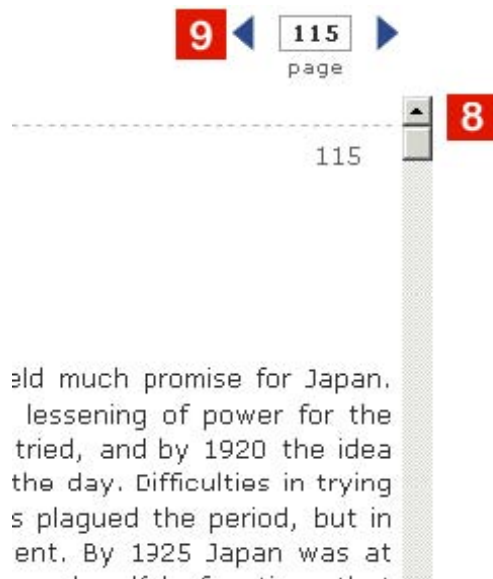 9 115
page
8
115
eld much promise for Japan.
lessening of power for the
tried, and by 1920 the idea
the day. Difficulties in trying
s plagued the period, but in
ent. By 1925 Japan was at